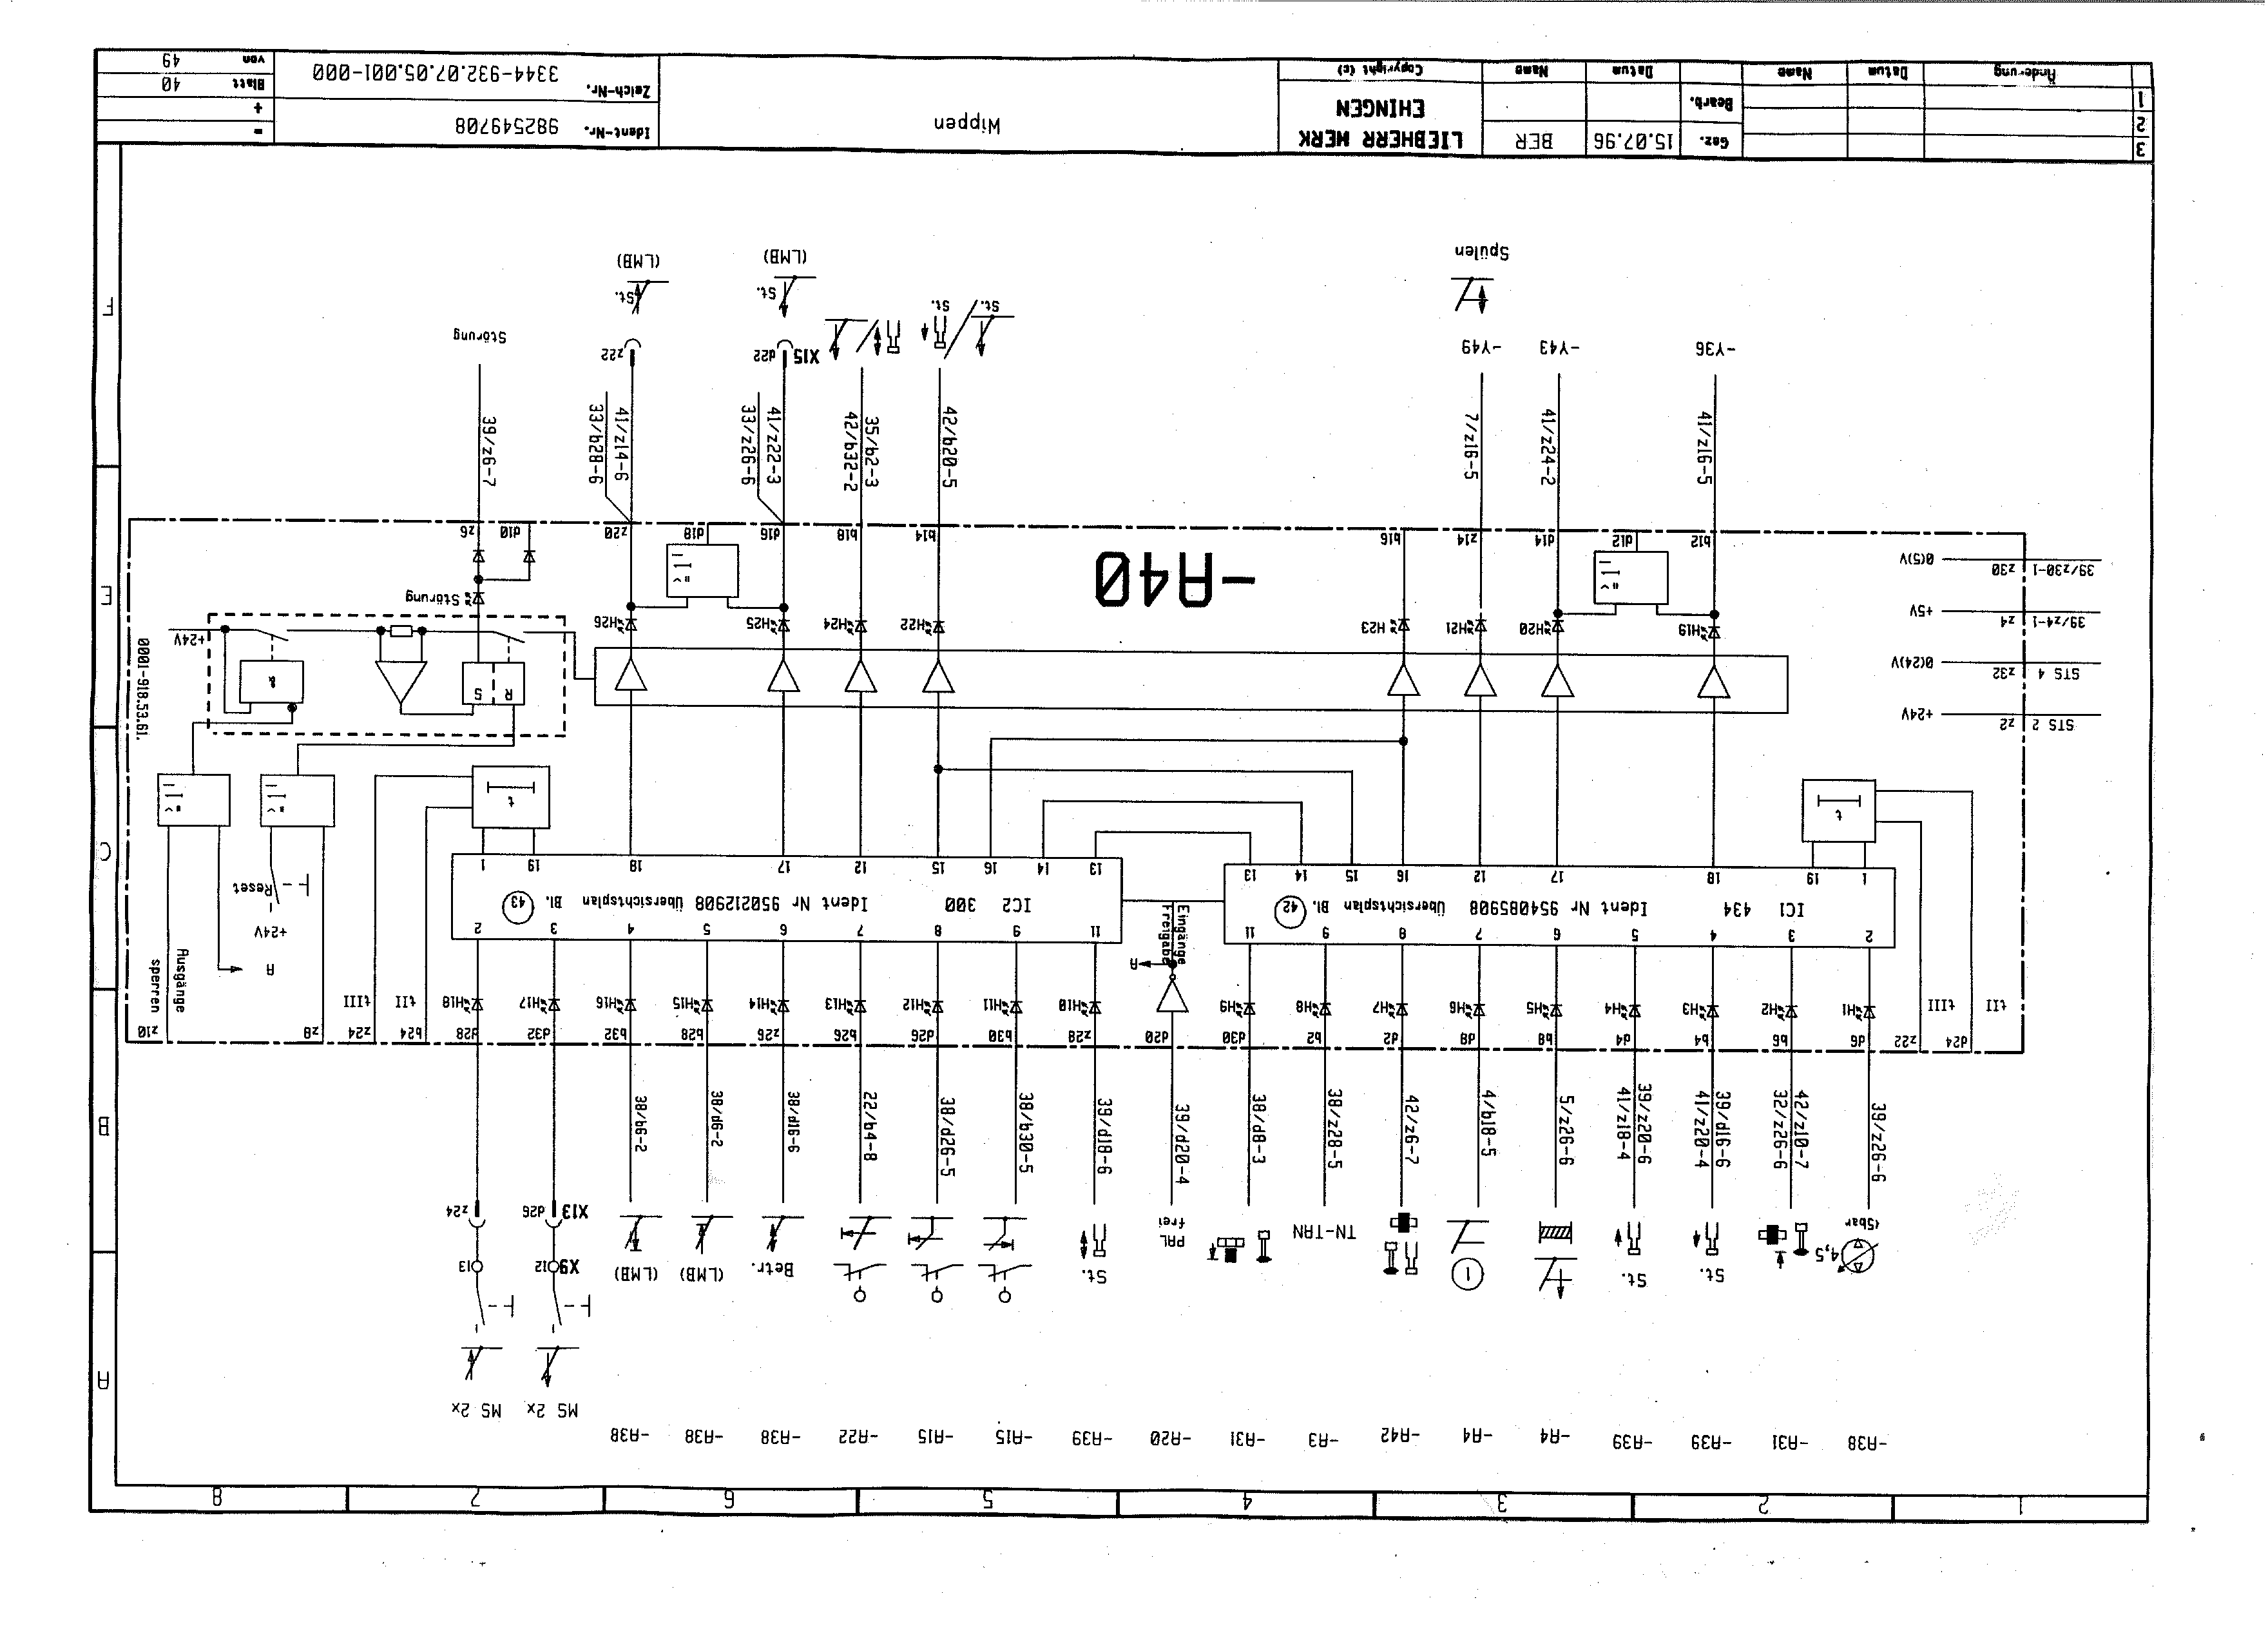 1 2 3 4 5 6 7 8
-A38 -A31 -A39 -A39 -A4 -A4 -A42 -A3 -A31 -A20 -A39 -A15 -A15 -A22 -A38 -A38 -A38
MS 2x MS 2x
A
4,5
(5bar
St.
St.
1
TN-TAN
PAL
frei
St.
Betr.
(LMB)
(LMB)
X9 12 13
X13 d26 z24
B
39/z26-6
42/z10-7
32/z26-6
39/d16-6
41/z20-4
39/z20-6
41/z18-4
5/z26-6
4/b18-5
42/z6-7
38/z28-5
38/d8-3
39/d20-4
39/d18-6
38/b30-5
38/d26-5
22/b4-8
38/d16-6
38/d6-2
38/b6-2
d24 z22 d6 b6 b4 d4 b8 d8 d2 b2 d30 d20 z28 b30 d26 b26 z26 b28 b32 d32 d28 b24 z24 z8 z10
tII tIII H1 H2 H3 H4 H5 H6 H7 H8 H9 H10 H11 H12 H13 H14 H15 H16 H17 H18 tII tIII
Ausgänge
sperren
A
A
+24V
Reset
2 3 4 5 6 7 8 9 11
IC1 434 Ident Nr 954085908 Übersichtsplan Bl. 42
1 19 18 17 12 16 15 14 13
Eingänge
Freigabe
11 9 8 7 6 5 4 3 2
IC2 300 Ident Nr 950212908 Übersichtsplan Bl. 43
13 14 16 15 12 17 18 19 1
C
t
t
STS 2 z2 +24V
STS 4 z32 0(24)V
39/z4-1 z4 +5V
39/z30-1 z30 0(5)V
R S
&
+24V
0001-918.53.61.
H19 H20 H21 H23 H22 H24 H25 H26
Störung
-A40
E
b12 d12 d14 z14 b16 b14 b18 d16 d18 z20 d10 z6
41/z16-5
41/z24-2
7/z16-5
42/b20-5
35/b2-3
42/b32-2
41/z22-3
33/z26-6
41/z14-6
33/b28-6
39/z6-7
-Y36 -Y43 -Y49
X15 d22 z22
Störung
St.
St.
St.
St.
F
Spülen
(LMB)
(LMB)
3
2
1
Änderung Datum Name
Gez. 15.07.96 BER
Bearb.
Datum Name
LIEBHERR WERK
EHINGEN
Copyright (c)
Wippen
Ident-Nr. 982549708
Zeich-Nr. 3344-932.07.05.001-000
=
+
Blatt 40
von 49